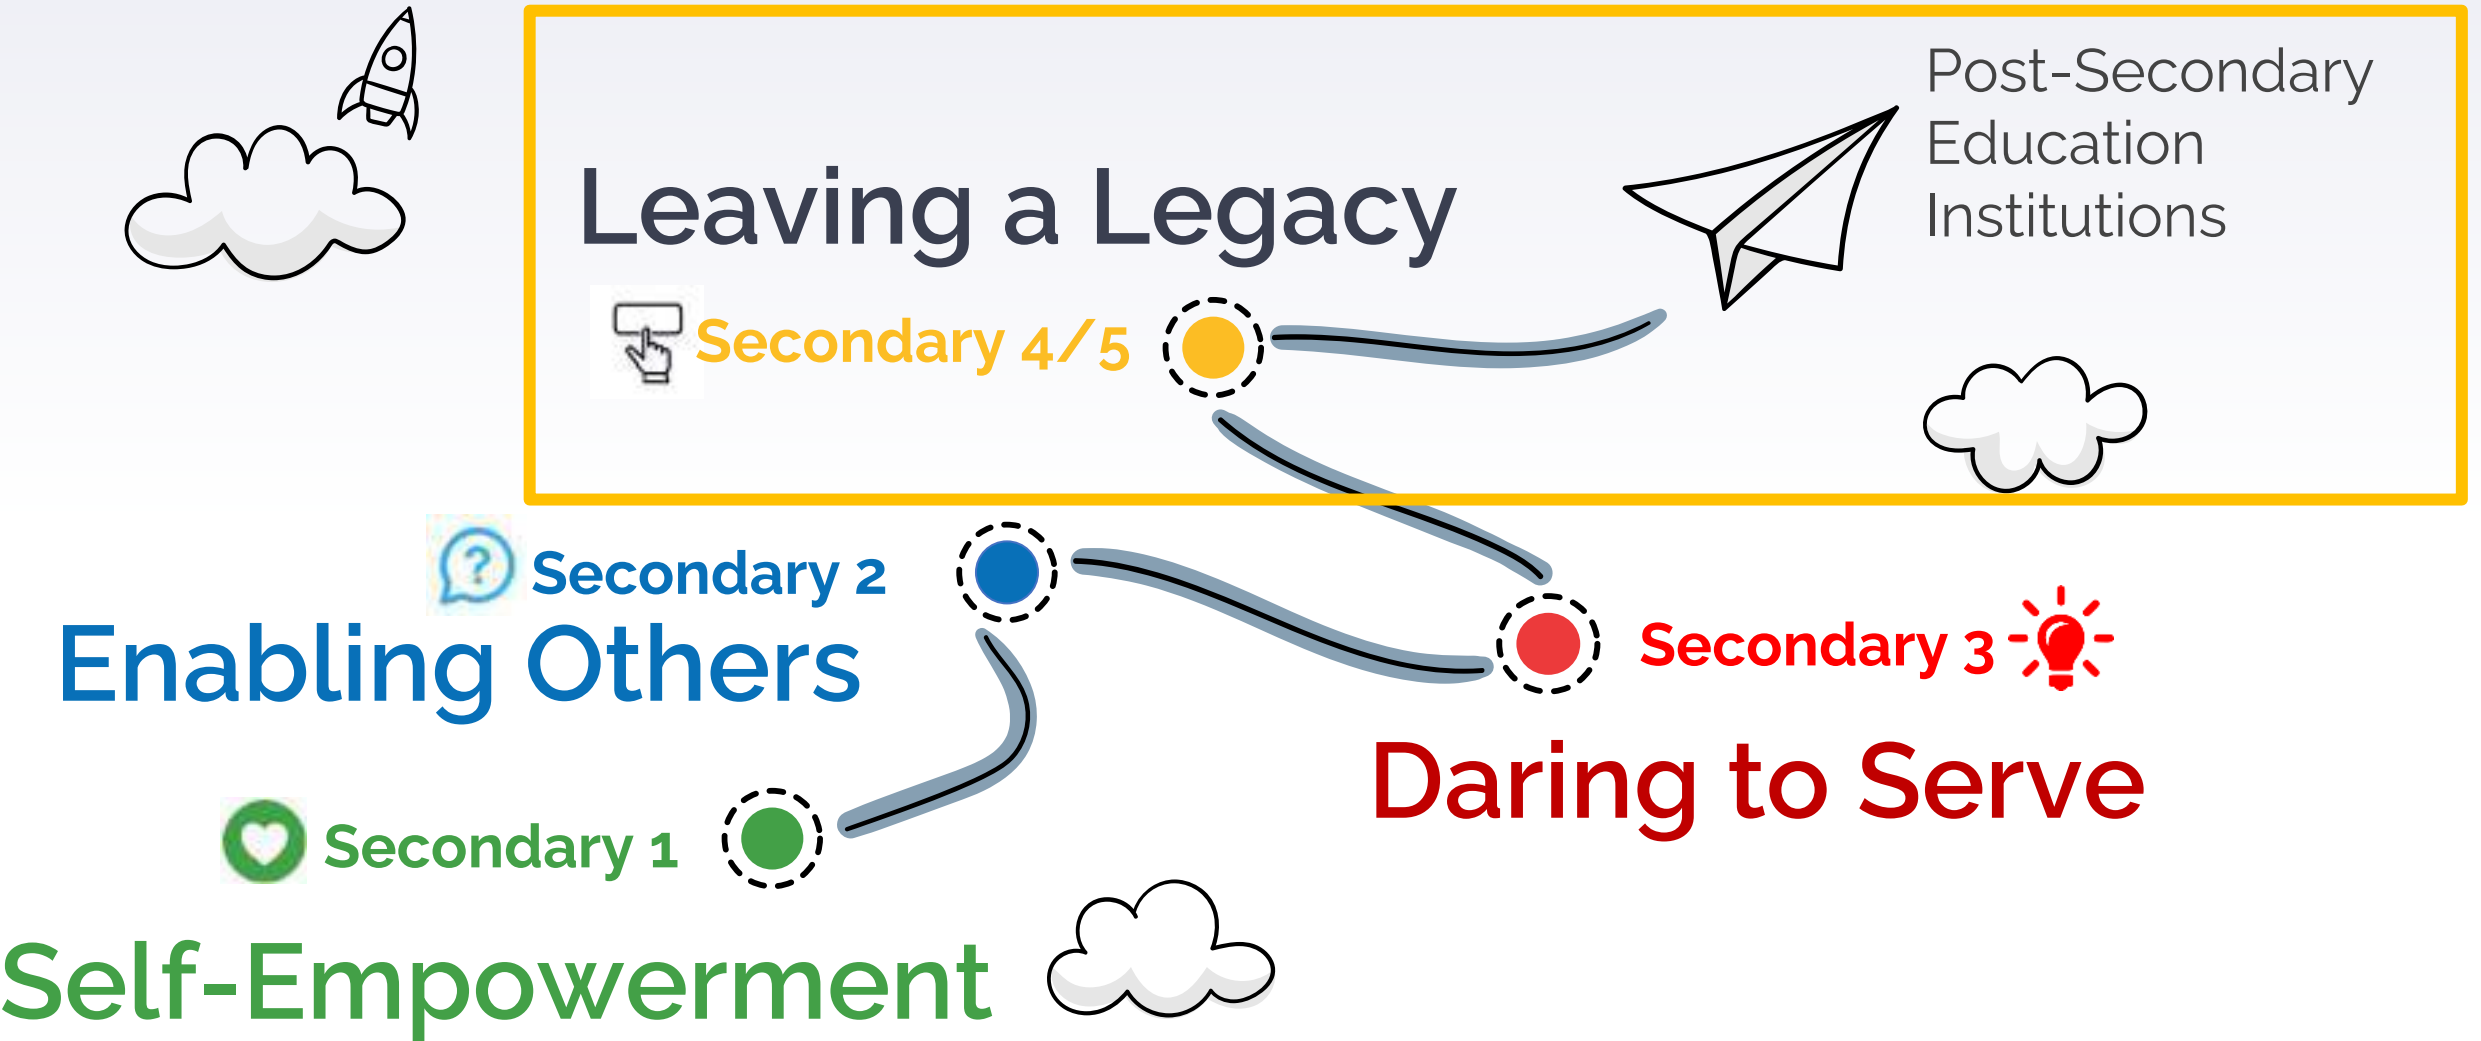 Post-Secondary
Education
Institutions
Leaving a Legacy
Secondary 4/5
Secondary 2
Enabling Others
Secondary 3
Daring to Serve
Secondary 1
Self-Empowerment